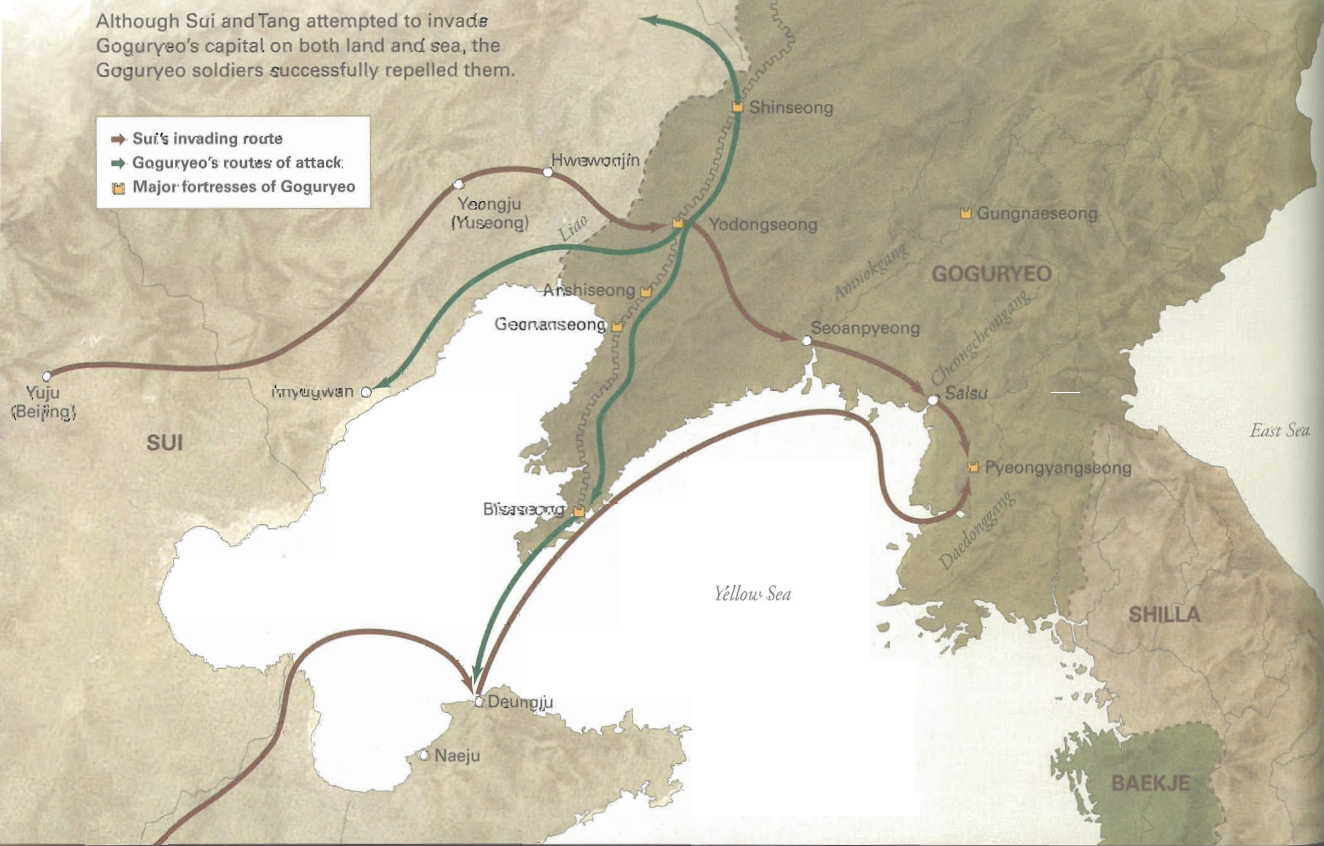 Although Sui and Tang attempted to invade
Goguryeo's capital on both land and sea, the
Goguryeo soldiers successfully repelled them.
Sui's invading route
Goguryeo's routes of attack
Major fortresses of Goguryeo
Shinseong
Hwewonjin
Yeongju
(Yuseong)
Liao
Yodongseong
Gungnaeseong
Amnokgang
GOGURYEO
Anshiseong
Geonanseong
Seoanpyeong
Cheongcheongang
Yuju
(Beijing)
Imyugwan
Salsu
SUI
East Sea
Pyeongyangseong
Bisaseong
Daedonggang
Yellow Sea
SHILLA
Deungju
Naeju
BAEKJE